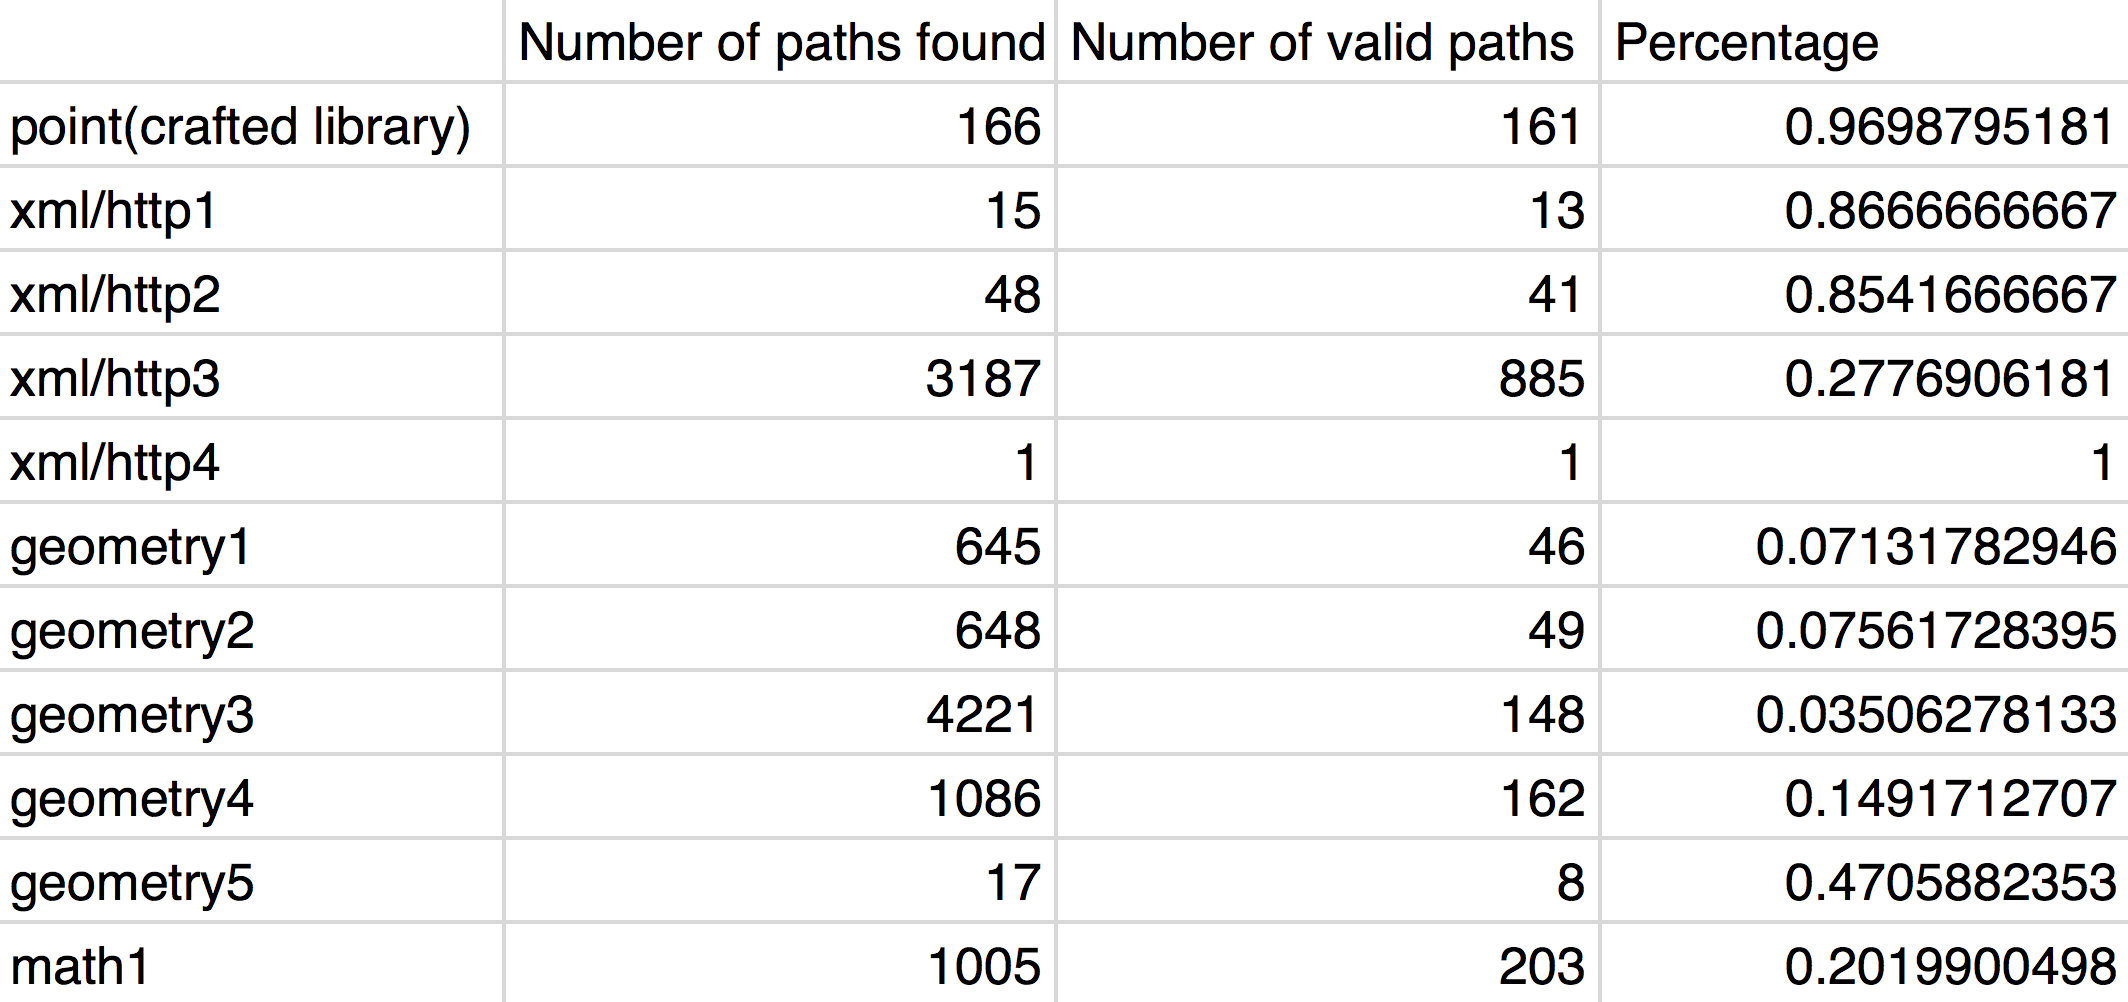 Number of paths found Number of valid paths Percentage
point(crafted library) 166 161 0.9698795181
xml/http1 15 13 0.8666666667
xml/http2 48 41 0.8541666667
xml/http3 3187 885 0.2776906181
xml/http4 1 1 1
geometry1 645 46 0.07131782946
geometry2 648 49 0.07561728395
geometry3 4221 148 0.03506278133
geometry4 1086 162 0.1491712707
geometry5 17 8 0.4705882353
math1 1005 203 0.2019900498